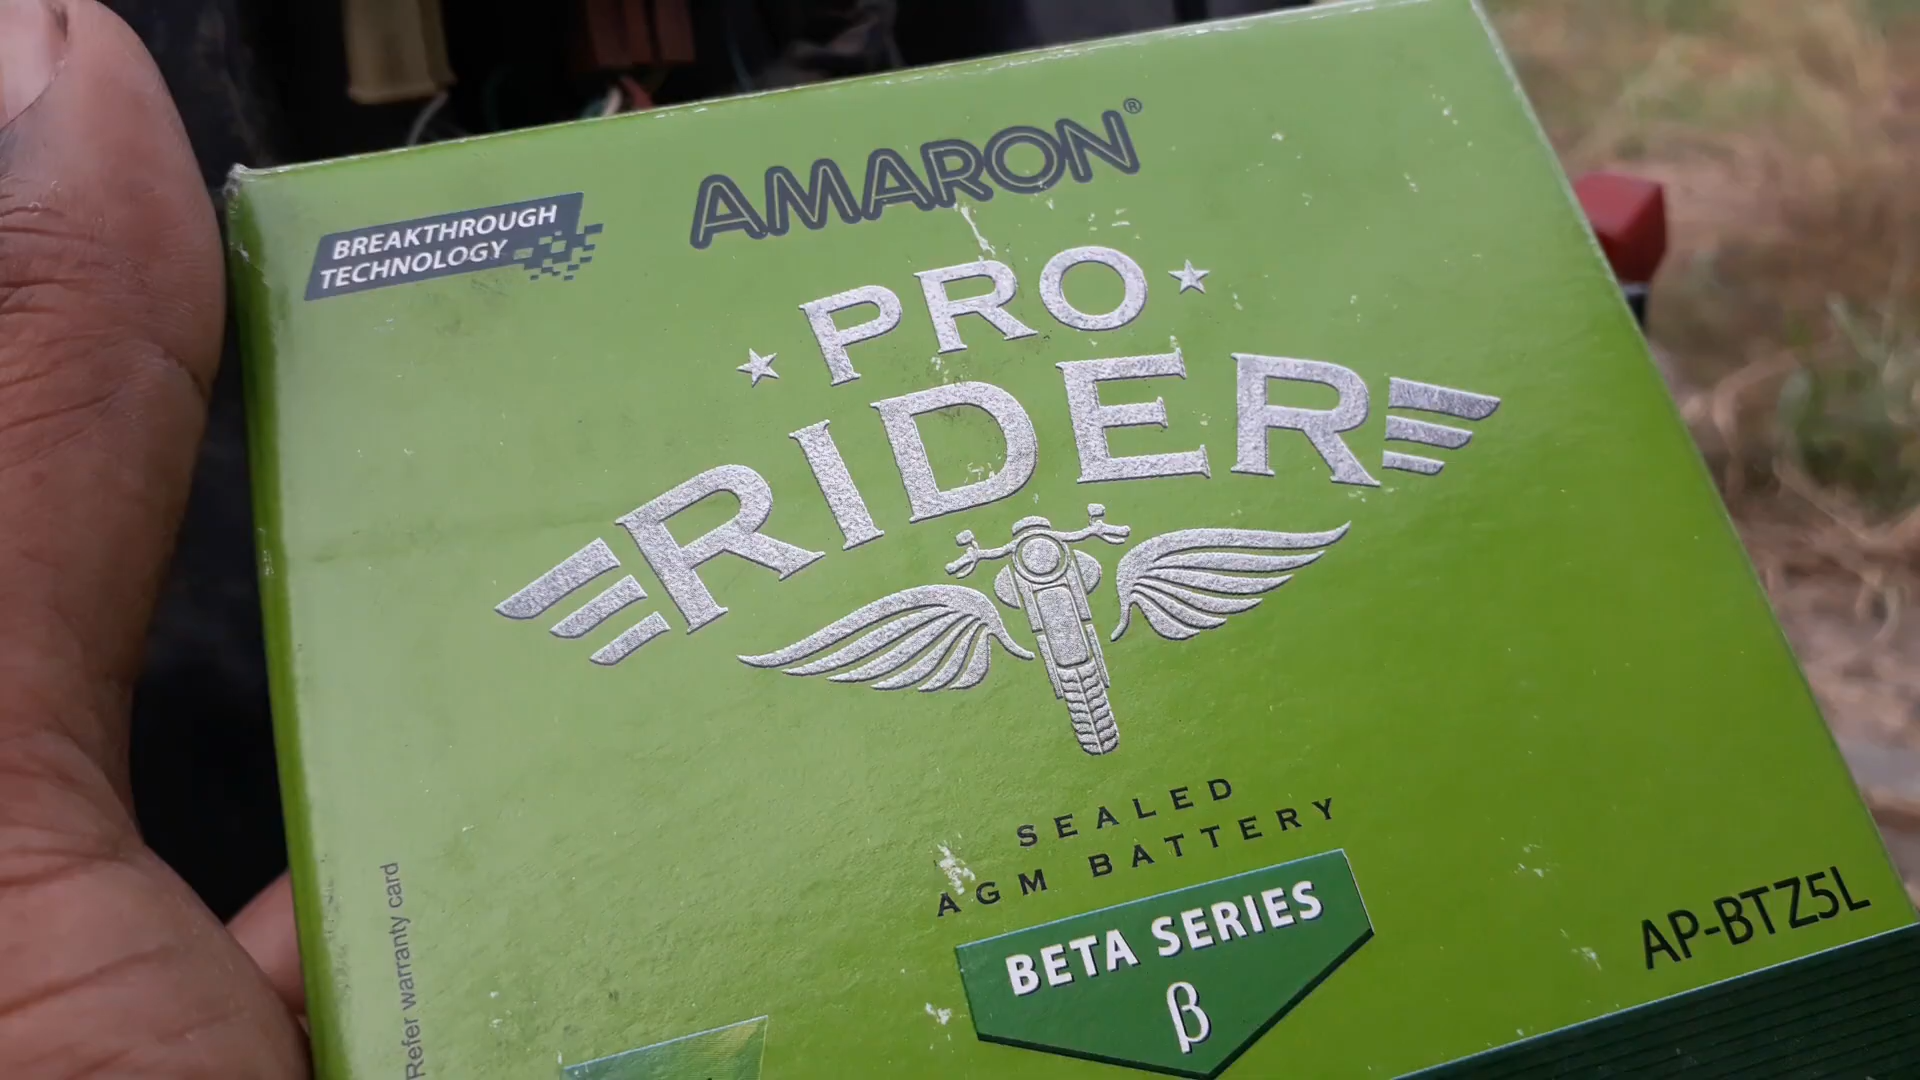 AMARON®
BREAKTHROUGH
TECHNOLOGY
PRO
RIDER
SEALED
AGM BATTERY
BETA SERIES
β
AP-BTZ5L
Refer warranty card